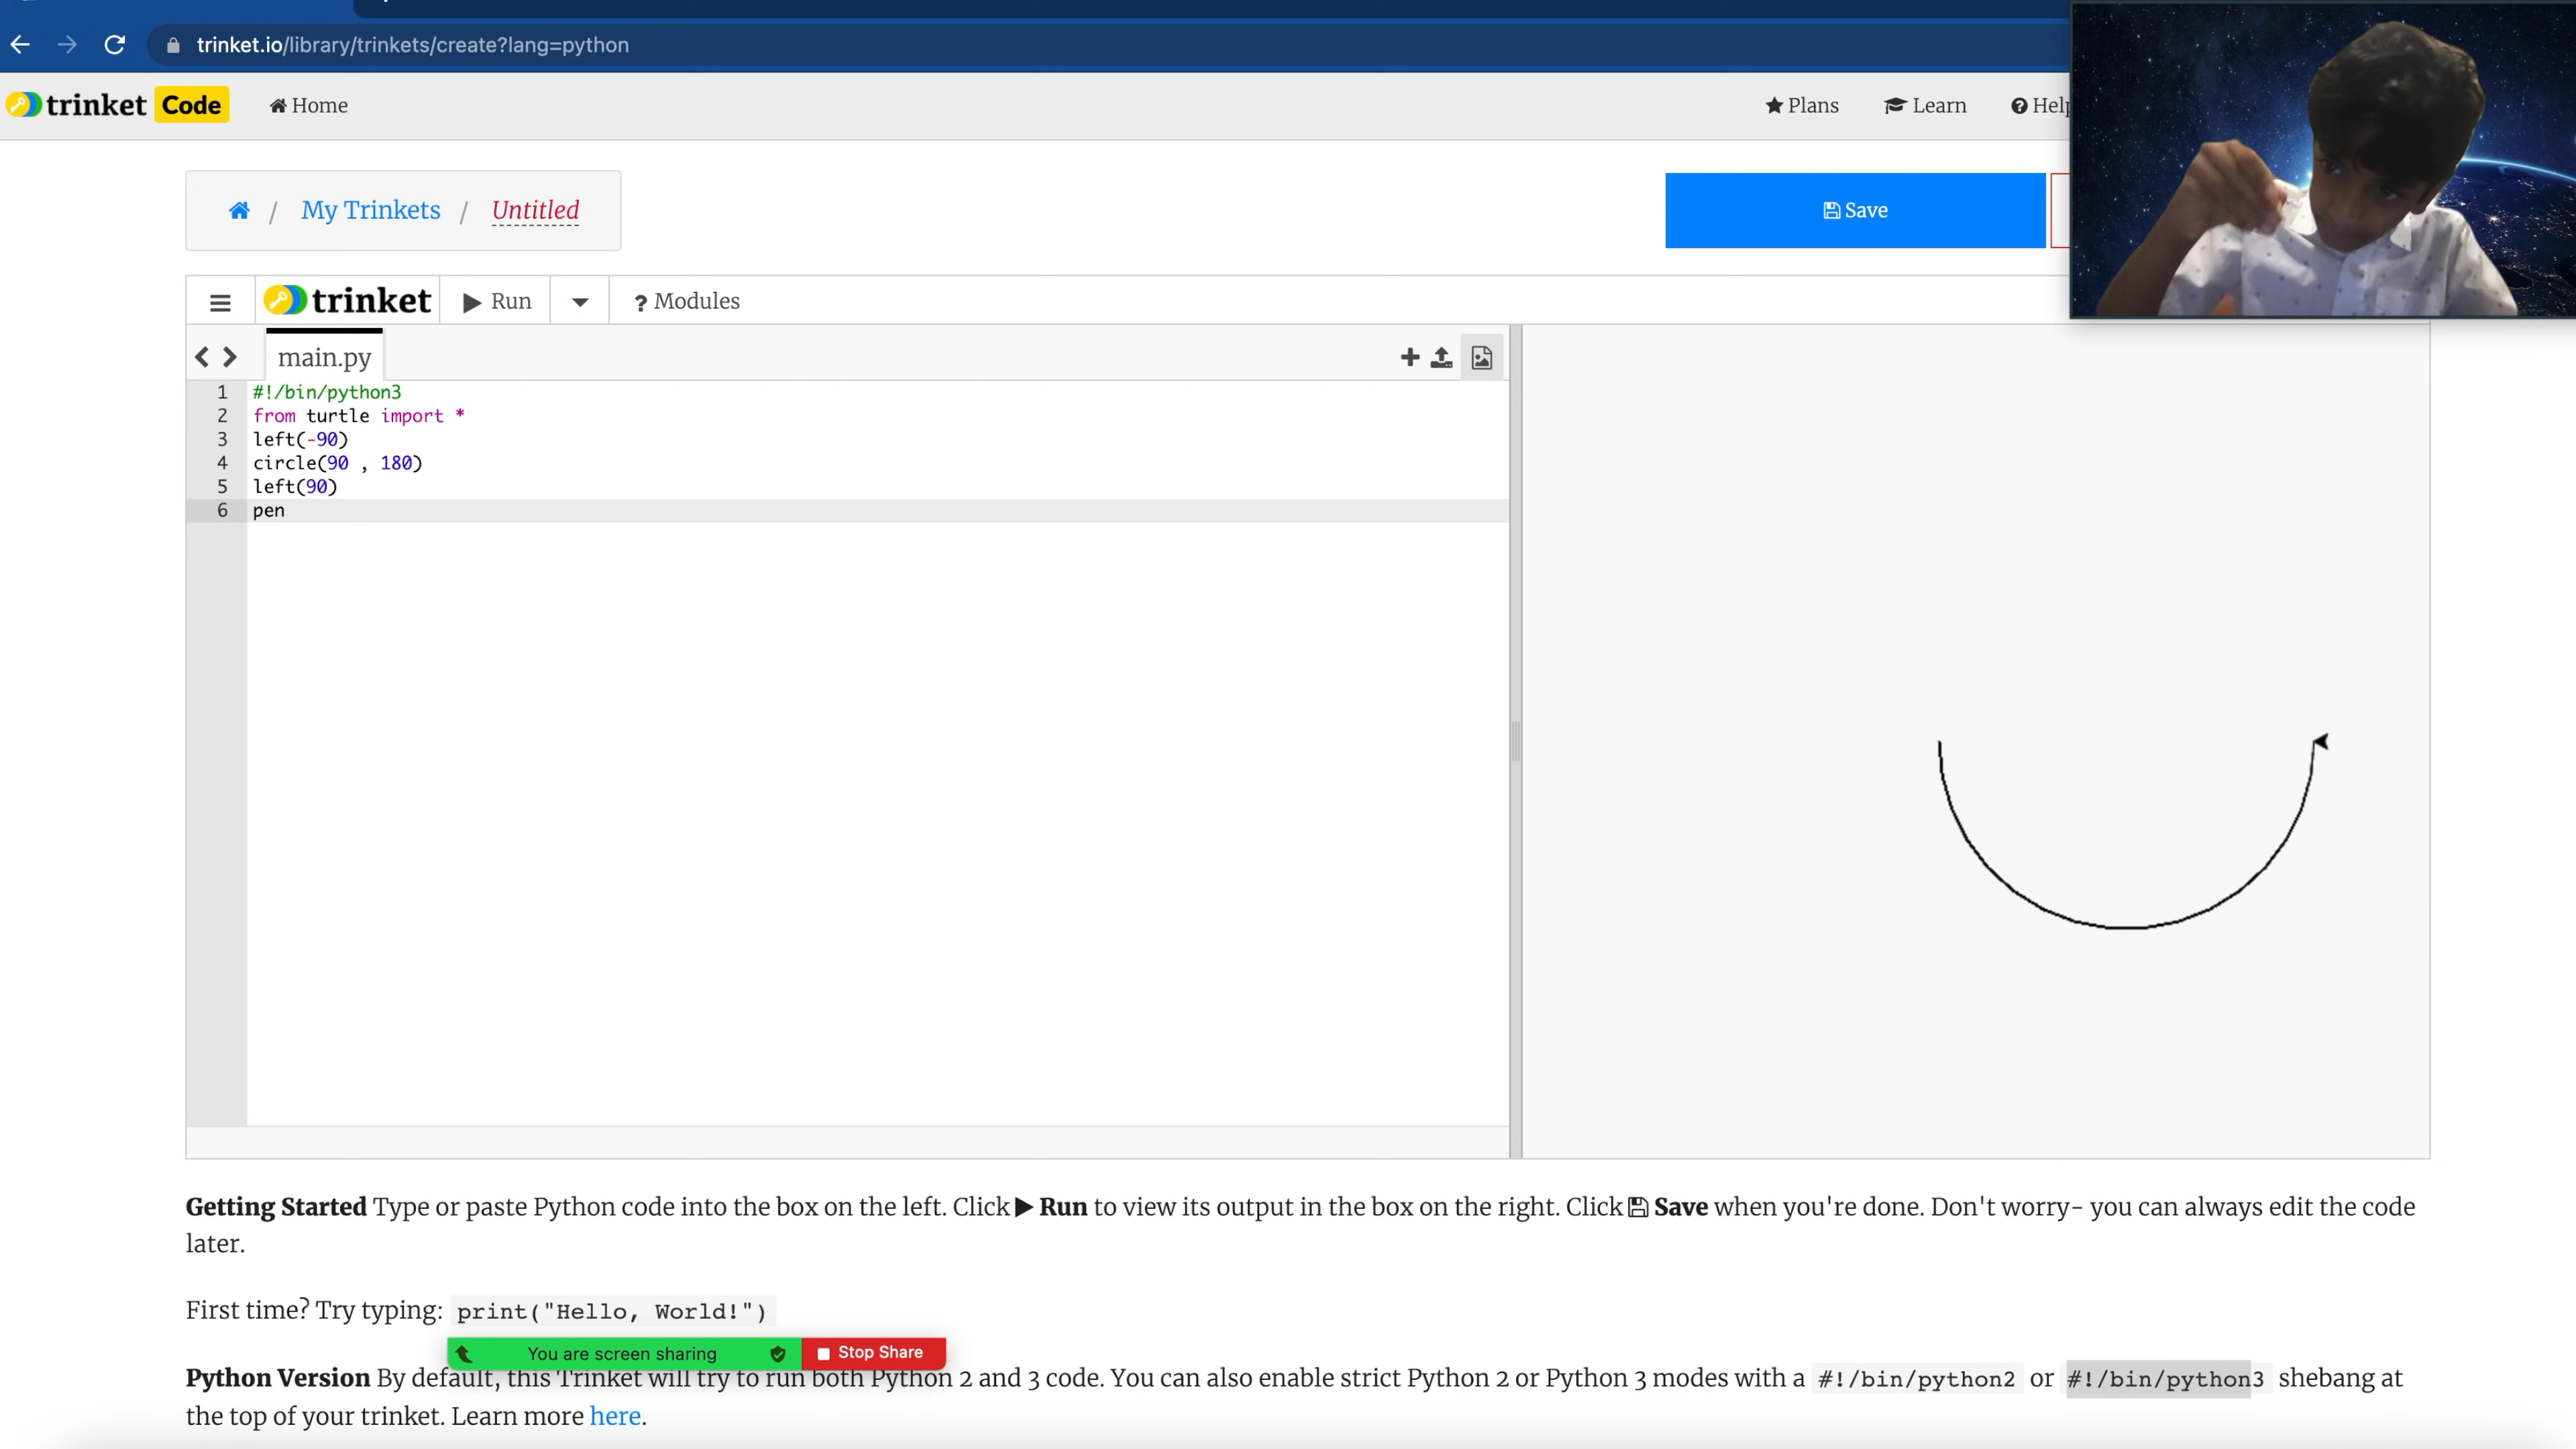 trinket.io/library/trinkets/create?lang=python
trinket Code Home Plans Learn Help
/ My Trinkets / Untitled Save
trinket Run ? Modules
main.py
1 #!/bin/python3
2 from turtle import *
3 left(-90)
4 circle(90 , 180)
5 left(90)
6 pen
Getting Started Type or paste Python code into the box on the left. Click Run to view its output in the box on the right. Click Save when you're done. Don't worry- you can always edit the code
later.
First time? Try typing: print("Hello, World!")
You are screen sharing Stop Share
Python Version By default, this Trinket will try to run both Python 2 and 3 code. You can also enable strict Python 2 or Python 3 modes with a #!/bin/python2 or #!/bin/python3 shebang at
the top of your trinket. Learn more here.